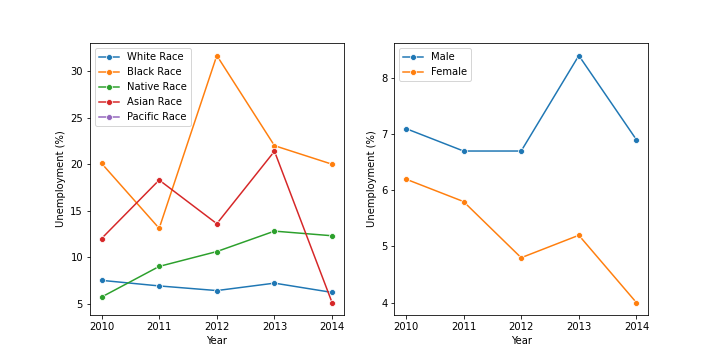 White Race
Black Race
Native Race
Asian Race
Pacific Race
30
25
20
15
10
5
Unemployment (%)
2010 2011 2012 2013 2014
Year
Male
Female
8
7
6
5
4
Unemployment (%)
2010 2011 2012 2013 2014
Year